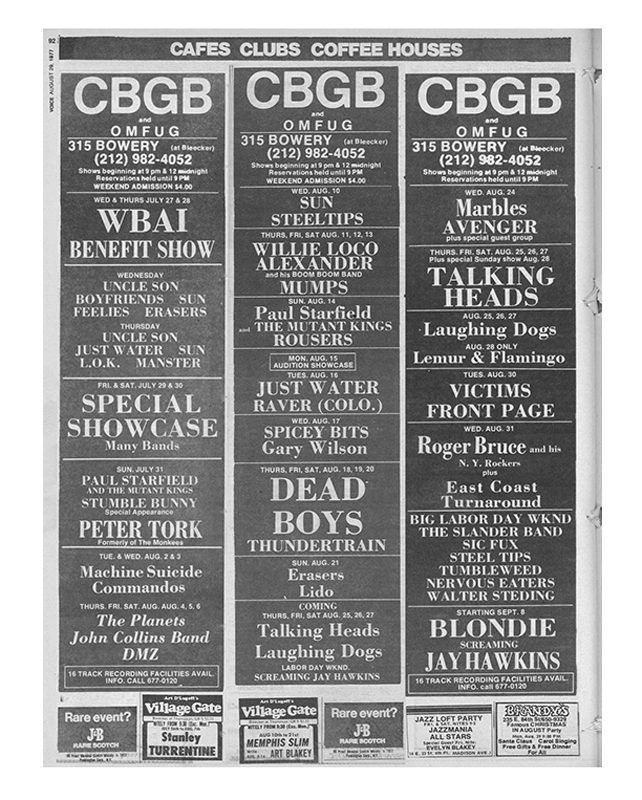 92
VOICE AUGUST 29, 1977
CAFES CLUBS COFFEE HOUSES
CBGB
and
OMFUG
315 BOWERY (at Bleecker)
(212) 982-4052
Shows beginning at 9 pm & 12 midnight
Reservations held until 9 PM
WEEKEND ADMISSION $4.00
WED & THURS JULY 27 & 28
WBAI
BENEFIT SHOW
WEDNESDAY
UNCLE SON
BOYFRIENDS SUN
FEELIES ERASERS
THURSDAY
UNCLE SON
JUST WATER SUN
L.O.K. MANSTER
FRI. & SAT. JULY 29 & 30
SPECIAL
SHOWCASE
Many Bands
SUN. JULY 31
PAUL STARFIELD
AND THE MUTANT KINGS
STUMBLE BUNNY
Special Appearance
PETER TORK
Formerly of The Monkees
TUE. & WED. AUG. 2 & 3
Machine Suicide
Commandos
THURS. FRI. SAT. AUG. AUG. 4, 5, 6
The Planets
John Collins Band
DMZ
16 TRACK RECORDING FACILITIES AVAIL.
INFO. CALL 677-0120
CBGB
and
OMFUG
315 BOWERY (at Bleecker)
(212) 982-4052
Shows beginning at 9 pm & 12 midnight
Reservations held until 9 PM
WEEKEND ADMISSION $4.00
WED. AUG. 10
SUN
STEELTIPS
THURS, FRI, SAT AUG. 11, 12, 13
WILLIE LOCO
ALEXANDER
and his BOOM BOOM BAND
MUMPS
SUN. AUG. 14
Paul Starfield
and THE MUTANT KINGS
ROUSERS
MON. AUG. 15
AUDITION SHOWCASE
TUES. AUG. 16
JUST WATER
RAVER (COLO.)
WED. AUG. 17
SPICEY BITS
Gary Wilson
THURS, FRI, SAT, AUG. 18, 19, 20
DEAD
BOYS
THUNDERTRAIN
SUN. AUG. 21
Erasers
Lido
COMING
THURS, FRI, SAT AUG. 25, 26, 27
Talking Heads
Laughing Dogs
LABOR DAY WKND.
SCREAMING JAY HAWKINS
CBGB
and
OMFUG
315 BOWERY (at Bleecker)
(212) 982-4052
Shows beginning at 9 pm & 12 midnight
Reservations held until 9 PM
WEEKEND ADMISSION $4.00
WED. AUG. 24
Marbles
AVENGER
plus special guest group
THURS. FRI. SAT. AUG. 25, 26, 27
Plus special Sunday show Aug. 28
TALKING
HEADS
AUG. 25, 26, 27
Laughing Dogs
AUG. 28 ONLY
Lemur & Flamingo
TUES. AUG. 30
VICTIMS
FRONT PAGE
WED. AUG. 31
Roger Bruce and his
N.Y. Rockers
plus
East Coast
Turnaround
BIG LABOR DAY WKND
THE SLANDER BAND
SIC FUX
STEEL TIPS
TUMBLEWEED
NERVOUS EATERS
WALTER STEDING
STARTING SEPT. 8
BLONDIE
SCREAMING
JAY HAWKINS
16 TRACK RECORDING FACILITIES AVAIL.
INFO. call 677-0120
Rare event?
J&B
RARE SCOTCH
Art D'Lugoff's
Village Gate
Stanley
TURRENTINE
Art D'Lugoff's
Village Gate
AUG 10th to 21st
MEMPHIS SLIM
WITH
ART BLAKEY
Rare event?
J&B
RARE SCOTCH
JAZZ LOFT PARTY
JAZZMANIA
ALL STARS
EVELYN BLAKEY
BRANDY'S
235 E. 84th St/650-9329
Famous CHRISTMAS
IN AUGUST Party
Santa Claus Carol Singing
Free Gifts & Free Dinner
For All